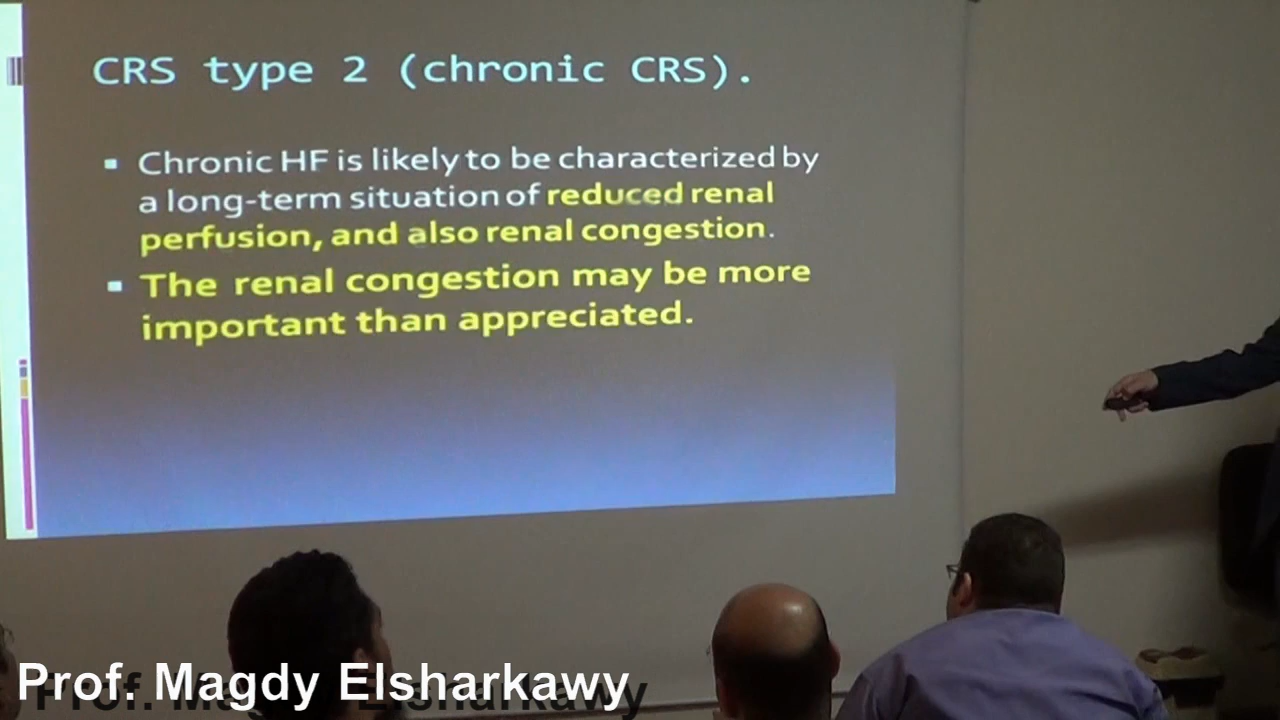 CRS type 2 (chronic CRS).
▪ Chronic HF is likely to be characterized by
a long-term situation of reduced renal
perfusion, and also renal congestion.
▪ The renal congestion may be more
important than appreciated.
Prof. Magdy Elsharkawy